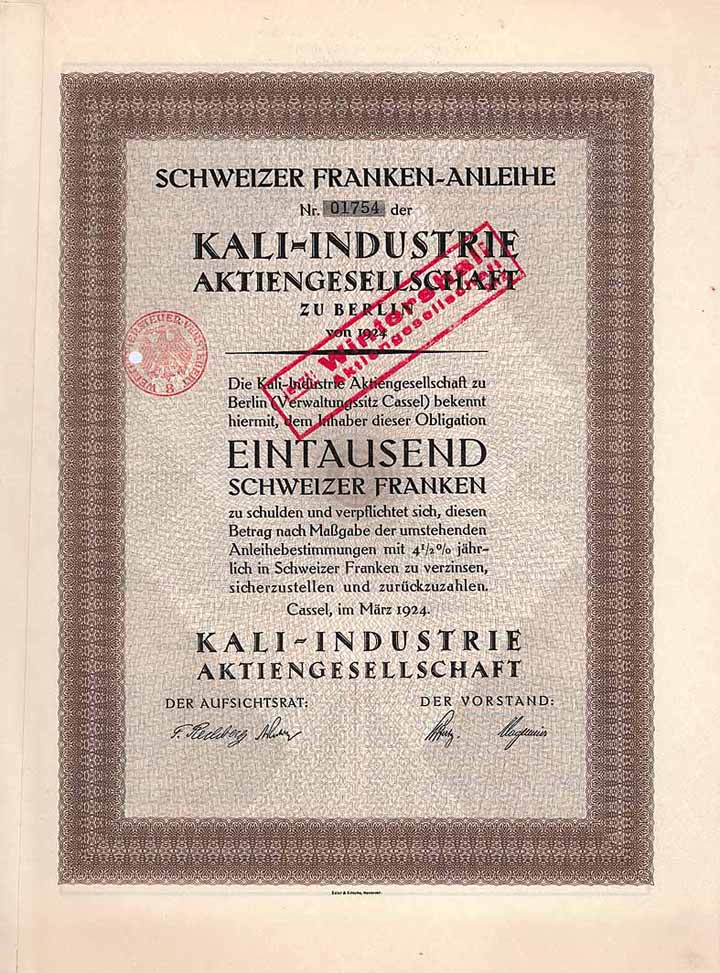 SCHWEIZER FRANKEN-ANLEIHE
Nr. 01754 der
KALI-INDUSTRIE
AKTIENGESELLSCHAFT
ZU BERLIN
von 1924
jetzt: Wintershall
Aktiengesellschaft
Die Kali-Industrie Aktiengesellschaft zu
Berlin (Verwaltungssitz Cassel) bekennt
hiermit, dem Inhaber dieser Obligation
EINTAUSEND
SCHWEIZER FRANKEN
zu schulden und verpflichtet sich, diesen
Betrag nach Maßgabe der umstehenden
Anleihebestimmungen mit 4 1/2 % jähr-
lich in Schweizer Franken zu verzinsen,
sicherzustellen und zurückzuzahlen.
Cassel, im März 1924.
KALI-INDUSTRIE
AKTIENGESELLSCHAFT
DER AUFSICHTSRAT:
DER VORSTAND: